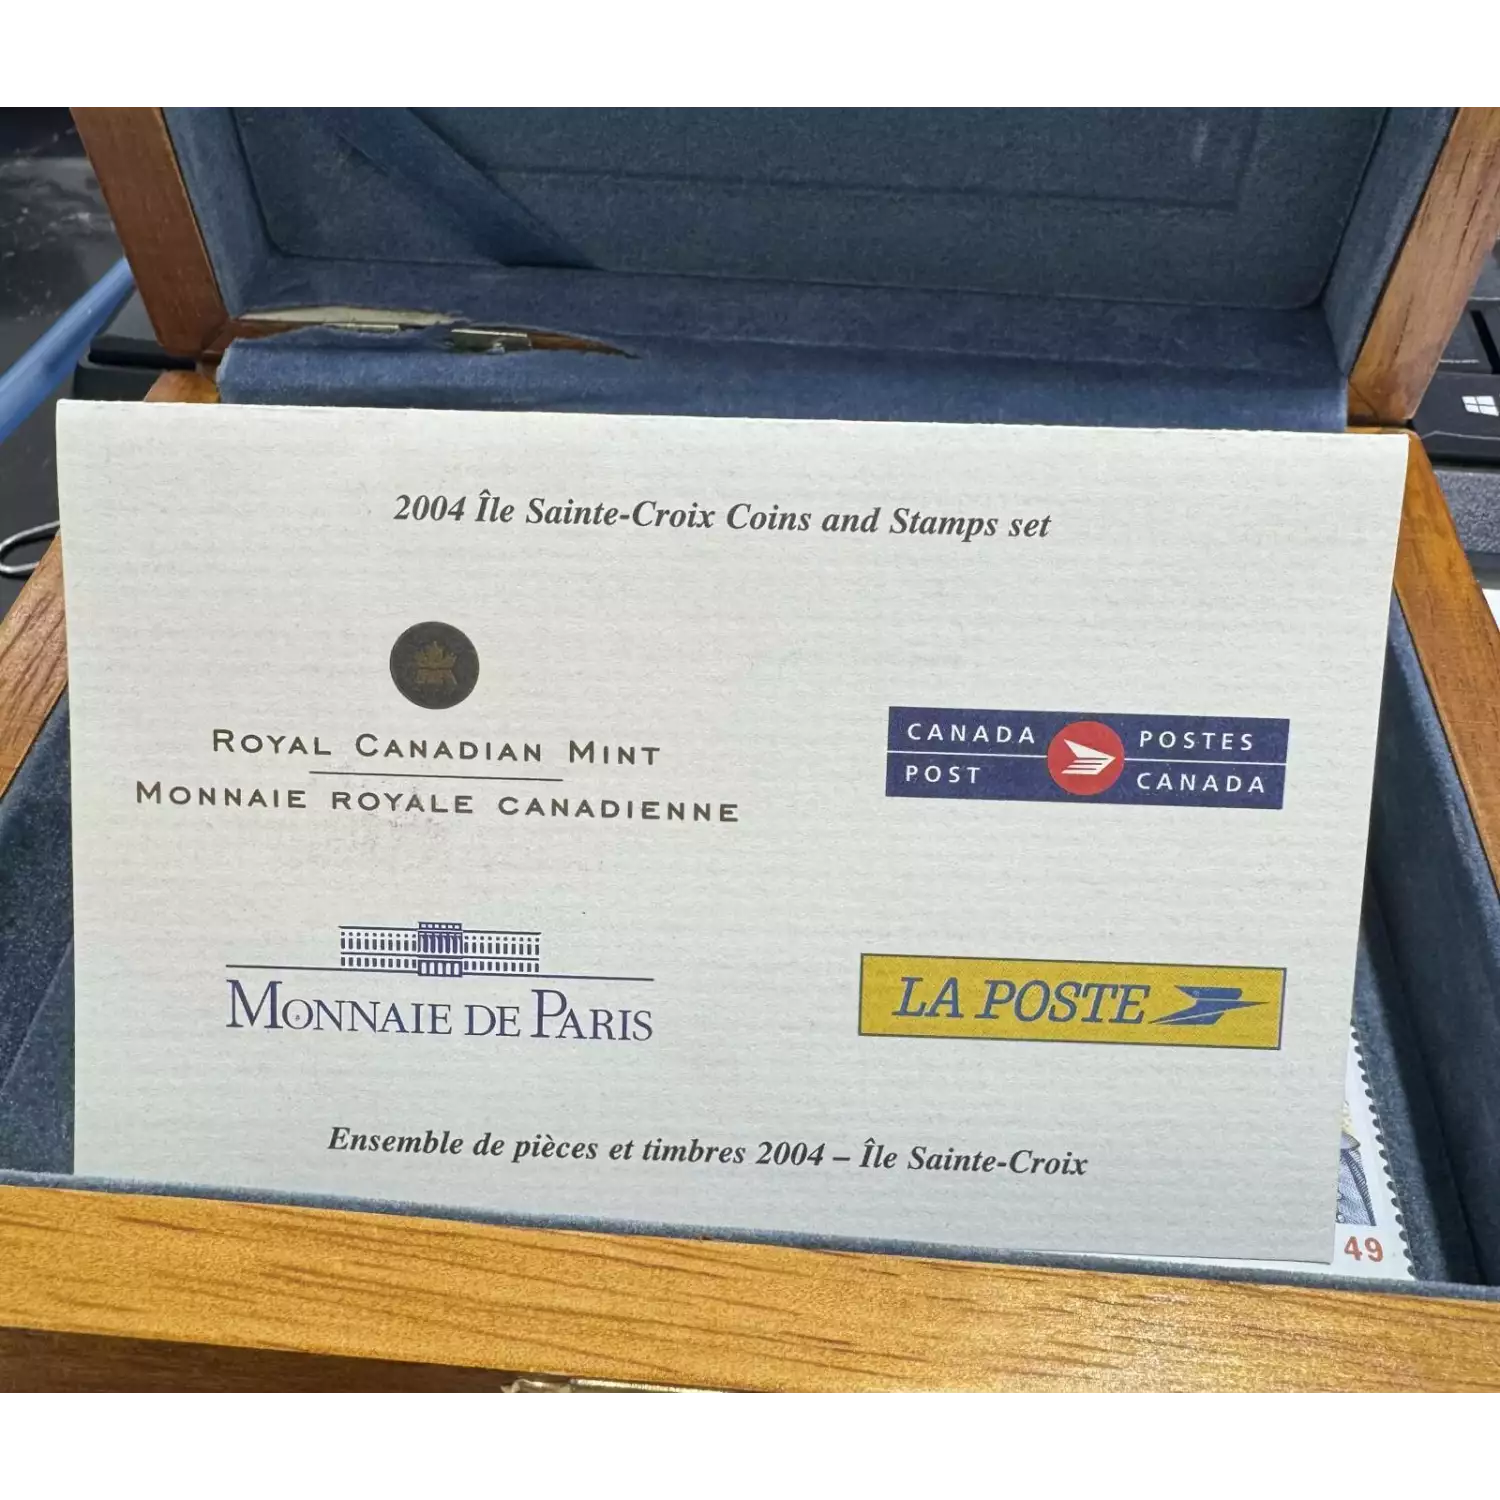 2004 Île Sainte-Croix Coins and Stamps set
ROYAL CANADIAN MINT
MONNAIE ROYALE CANADIENNE
CANADA POSTES
POST CANADA
MONNAIE DE PARIS
LA POSTE
Ensemble de pièces et timbres 2004 – Île Sainte-Croix
49